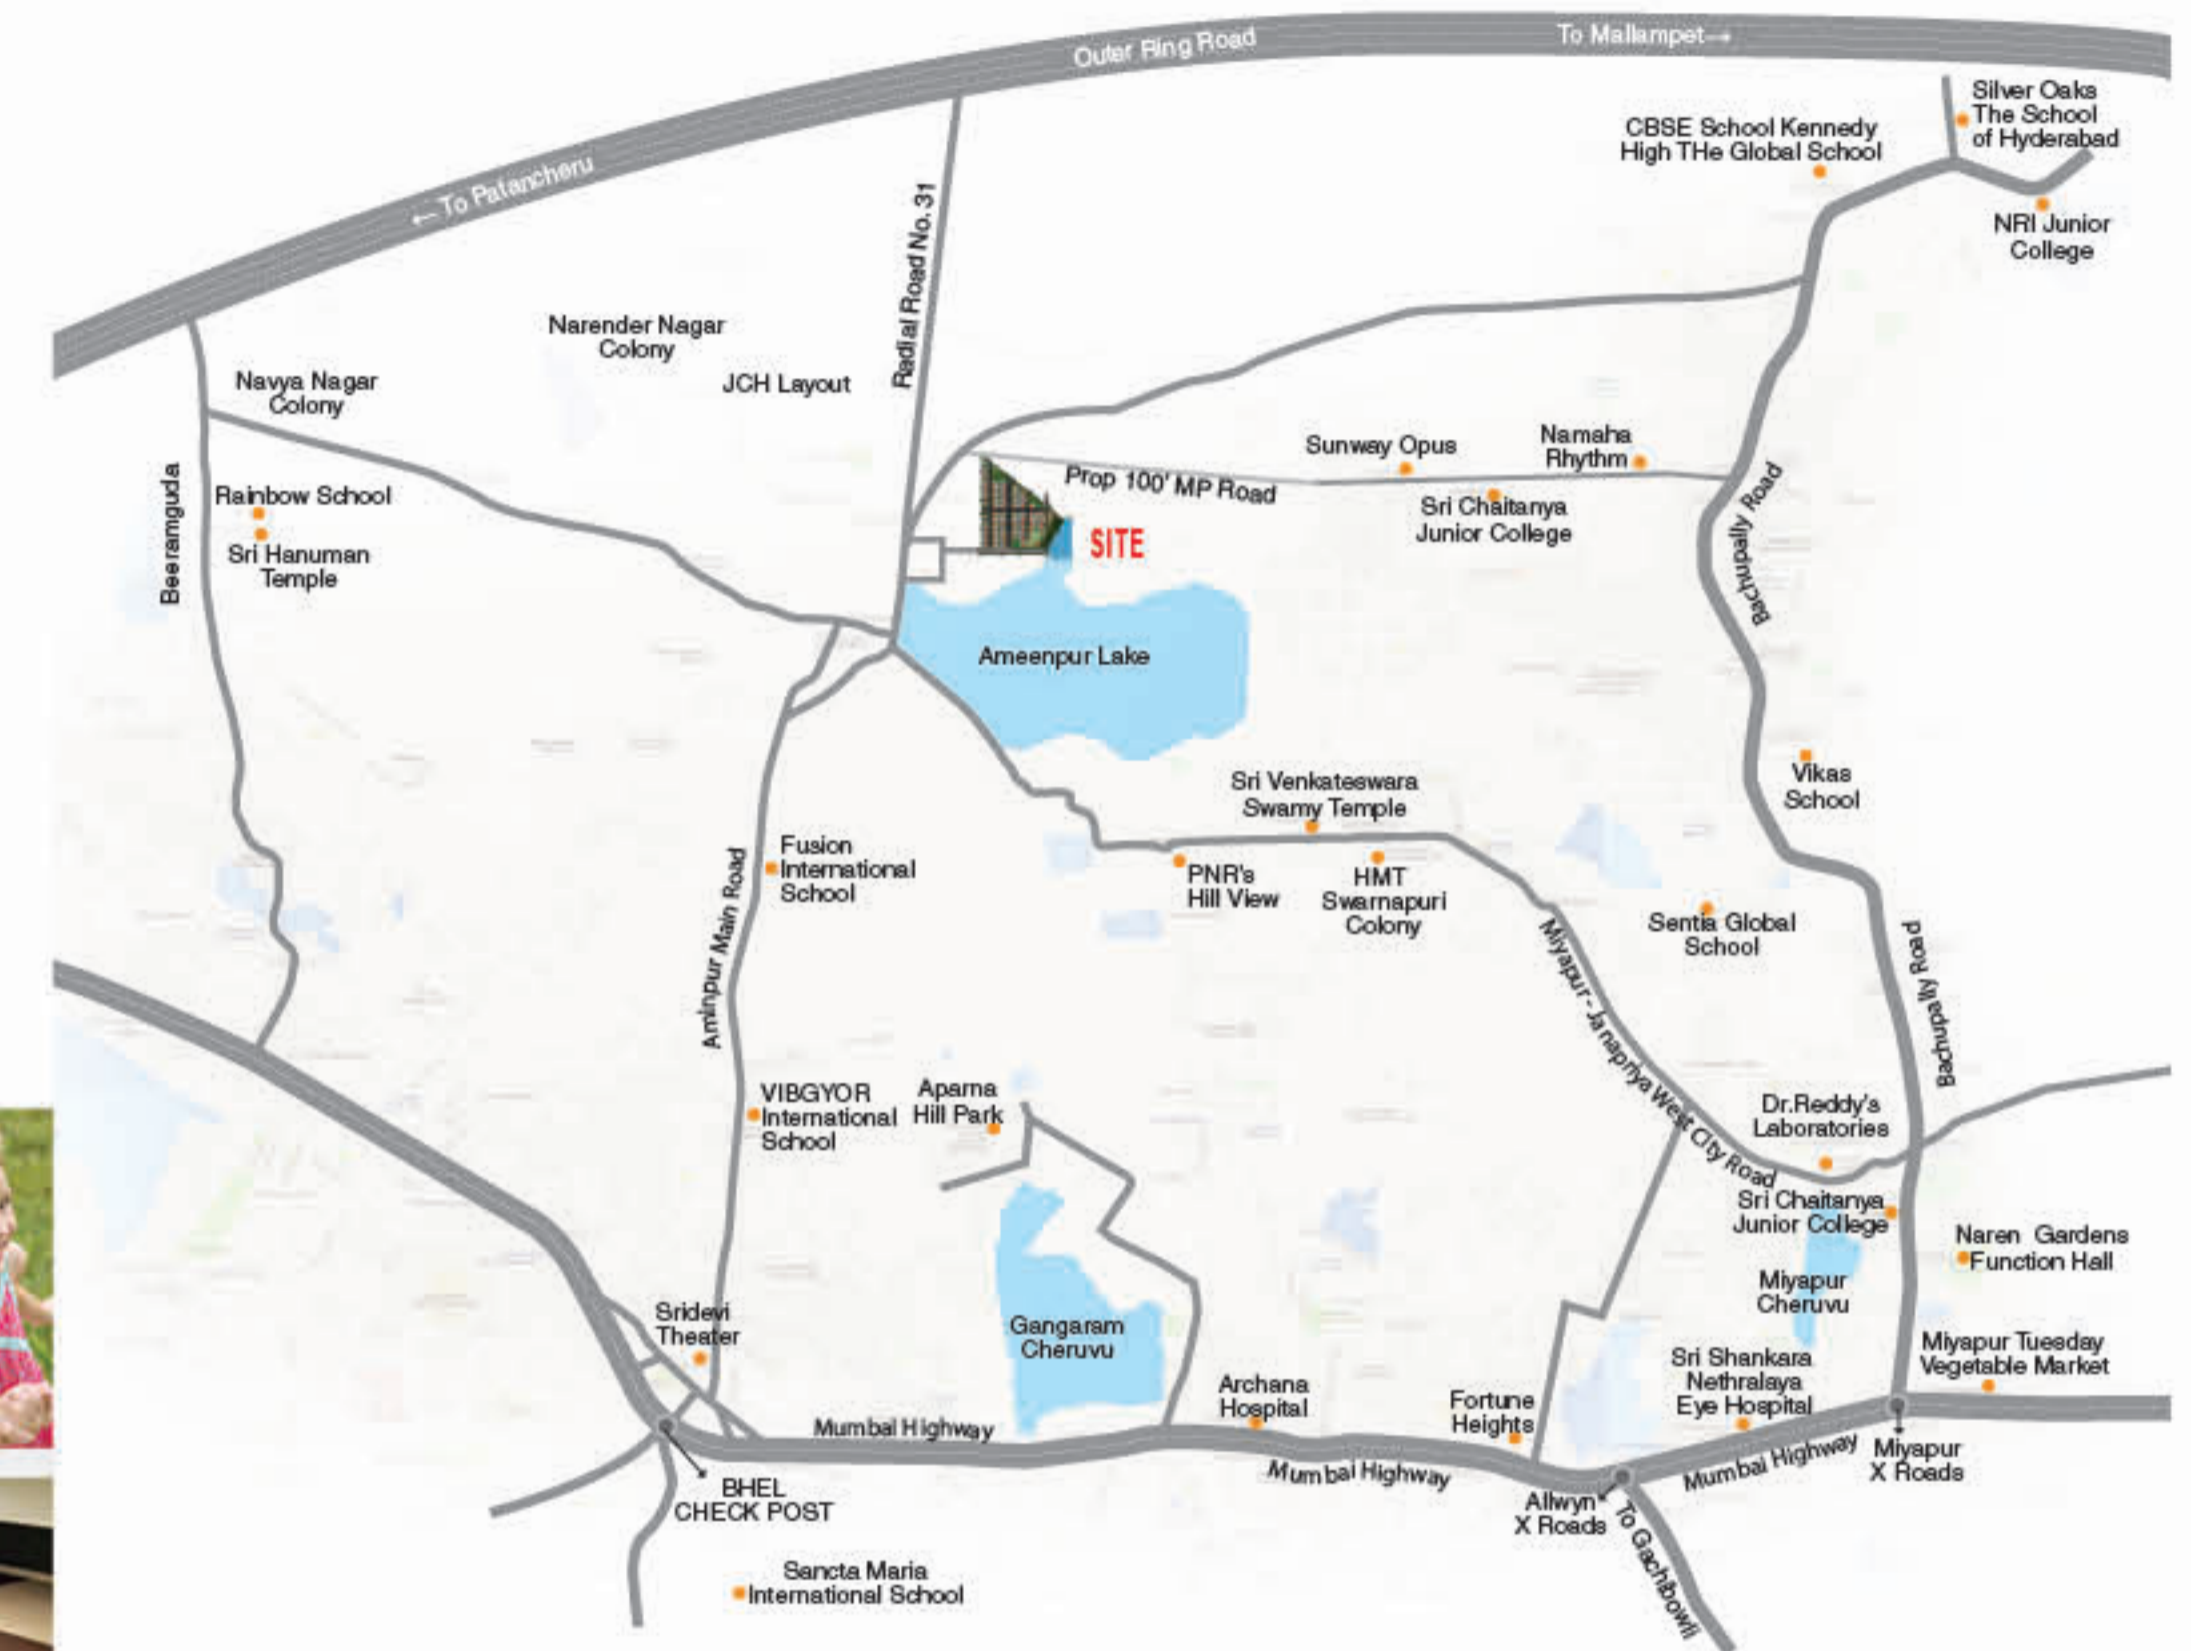 Outer Ring Road
To Mallampet→
←To Patancheru
Silver Oaks
The School
of Hyderabad
CBSE School Kennedy
High THe Global School
NRI Junior
College
Radial Road No. 31
Narender Nagar
Colony
JCH Layout
Navya Nagar
Colony
Beeramguda
Rainbow School
Sri Hanuman
Temple
Sunway Opus
Namaha
Rhythm
Prop 100' MP Road
Sri Chaitanya
Junior College
SITE
Bachupally Road
Ameenpur Lake
Vikas
School
Sri Venkateswara
Swamy Temple
Fusion
International
School
PNR's
Hill View
HMT
Swarnapuri
Colony
Aminpur Main Road
Sentia Global
School
Miyapur - Janapriya West City Road
Bachupally Road
VIBGYOR
International
School
Aparna
Hill Park
Dr.Reddy's
Laboratories
Sri Chaitanya
Junior College
Naren Gardens
Function Hall
Miyapur
Cheruvu
Sridevi
Theater
Gangaram
Cheruvu
Miyapur Tuesday
Vegetable Market
Sri Shankara
Nethralaya
Eye Hospital
Archana
Hospital
Fortune
Heights
Mumbai Highway
Mumbai Highway
Mumbai Highway
Miyapur
X Roads
BHEL
CHECK POST
Allwyn
X Roads
To Gachibowli
Sancta Maria
International School